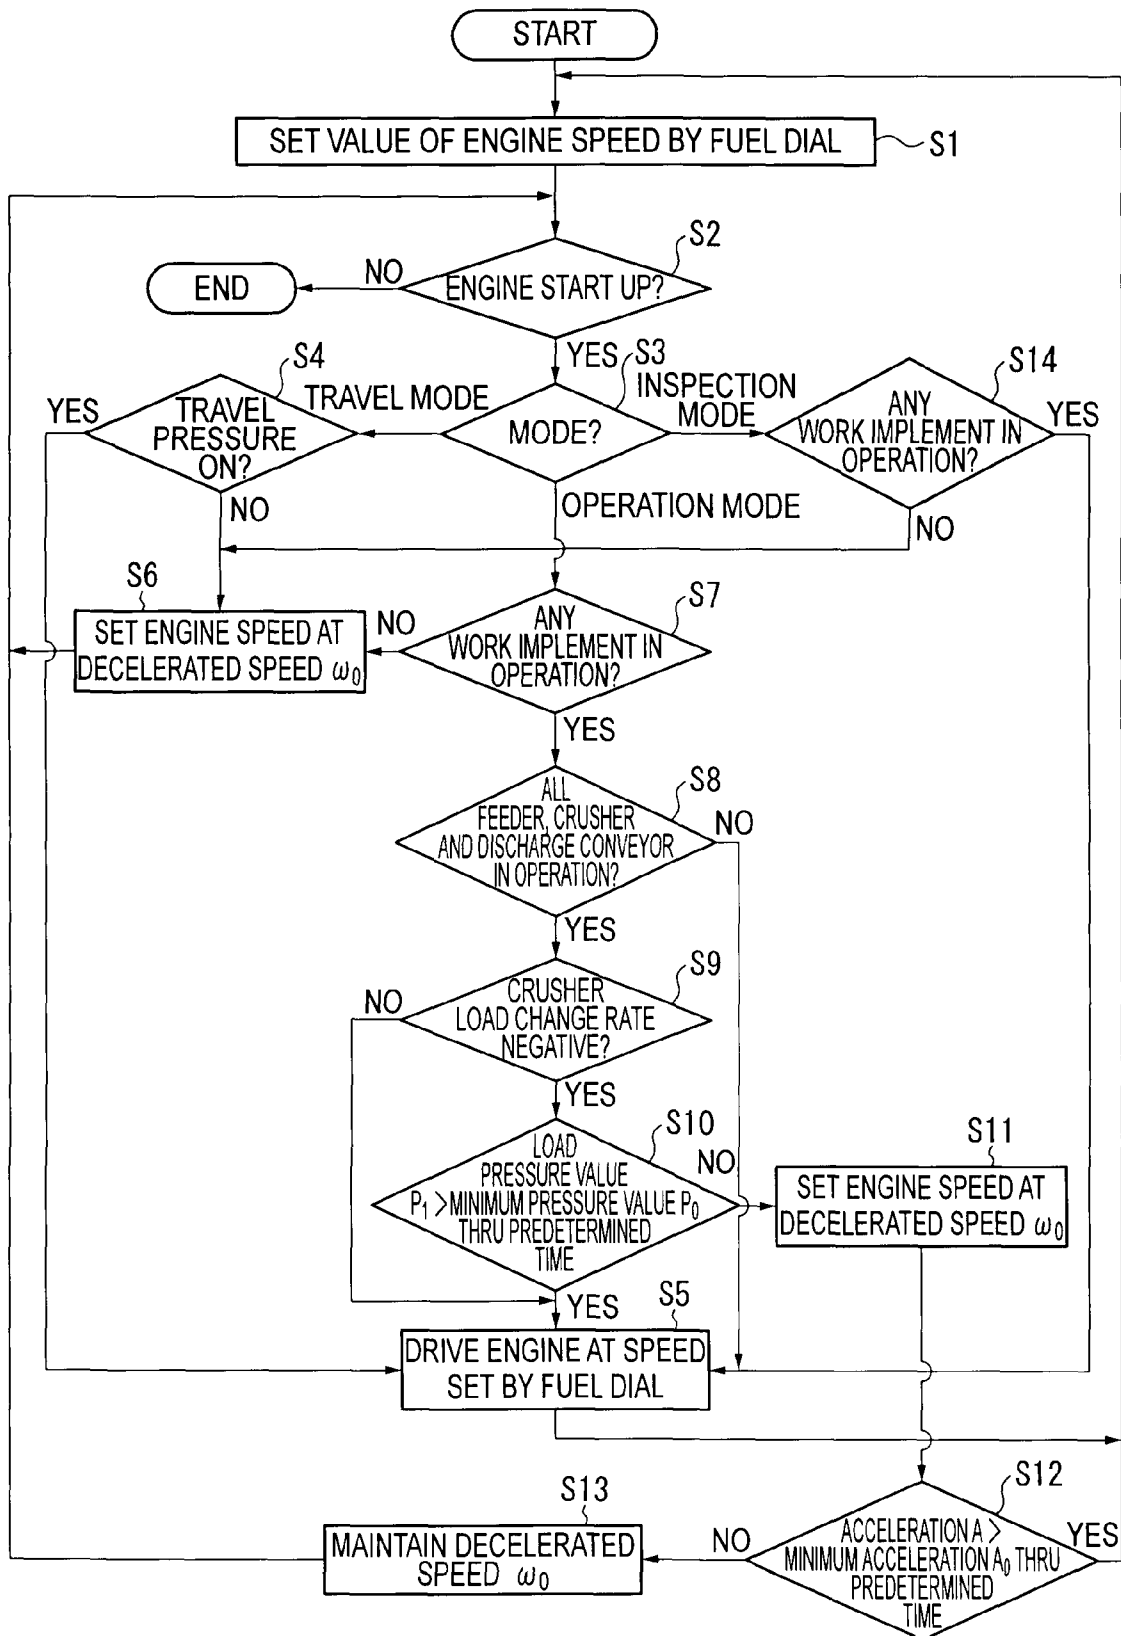 START
SET VALUE OF ENGINE SPEED BY FUEL DIAL
S1
S2
ENGINE START UP?
NO
END
YES
S3
MODE?
TRAVEL MODE
INSPECTION
MODE
OPERATION MODE
S4
TRAVEL
PRESSURE
ON?
YES
NO
S14
ANY
WORK IMPLEMENT IN
OPERATION?
YES
NO
S6
SET ENGINE SPEED AT
DECELERATED SPEED ω0
S7
ANY
WORK IMPLEMENT IN
OPERATION?
NO
YES
S8
ALL
FEEDER, CRUSHER
AND DISCHARGE CONVEYOR
IN OPERATION?
NO
YES
S9
CRUSHER
LOAD CHANGE RATE
NEGATIVE?
NO
YES
S10
LOAD
PRESSURE VALUE
P1 >MINIMUM PRESSURE VALUE P0
THRU PREDETERMINED
TIME
NO
YES
S11
SET ENGINE SPEED AT
DECELERATED SPEED ω0
S5
DRIVE ENGINE AT SPEED
SET BY FUEL DIAL
S12
ACCELERATION A >
MINIMUM ACCELERATION A0 THRU
PREDETERMINED
TIME
YES
NO
S13
MAINTAIN DECELERATED
SPEED ω0